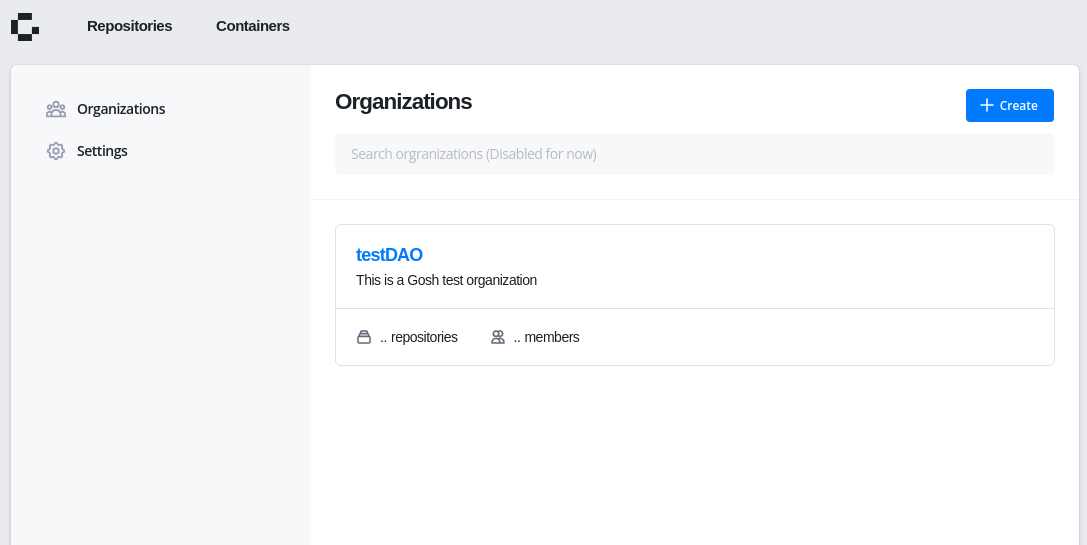 Repositories Containers
Organizations
Settings
Organizations
Create
Search orgranizations (Disabled for now)
testDAO
This is a Gosh test organization
.. repositories .. members